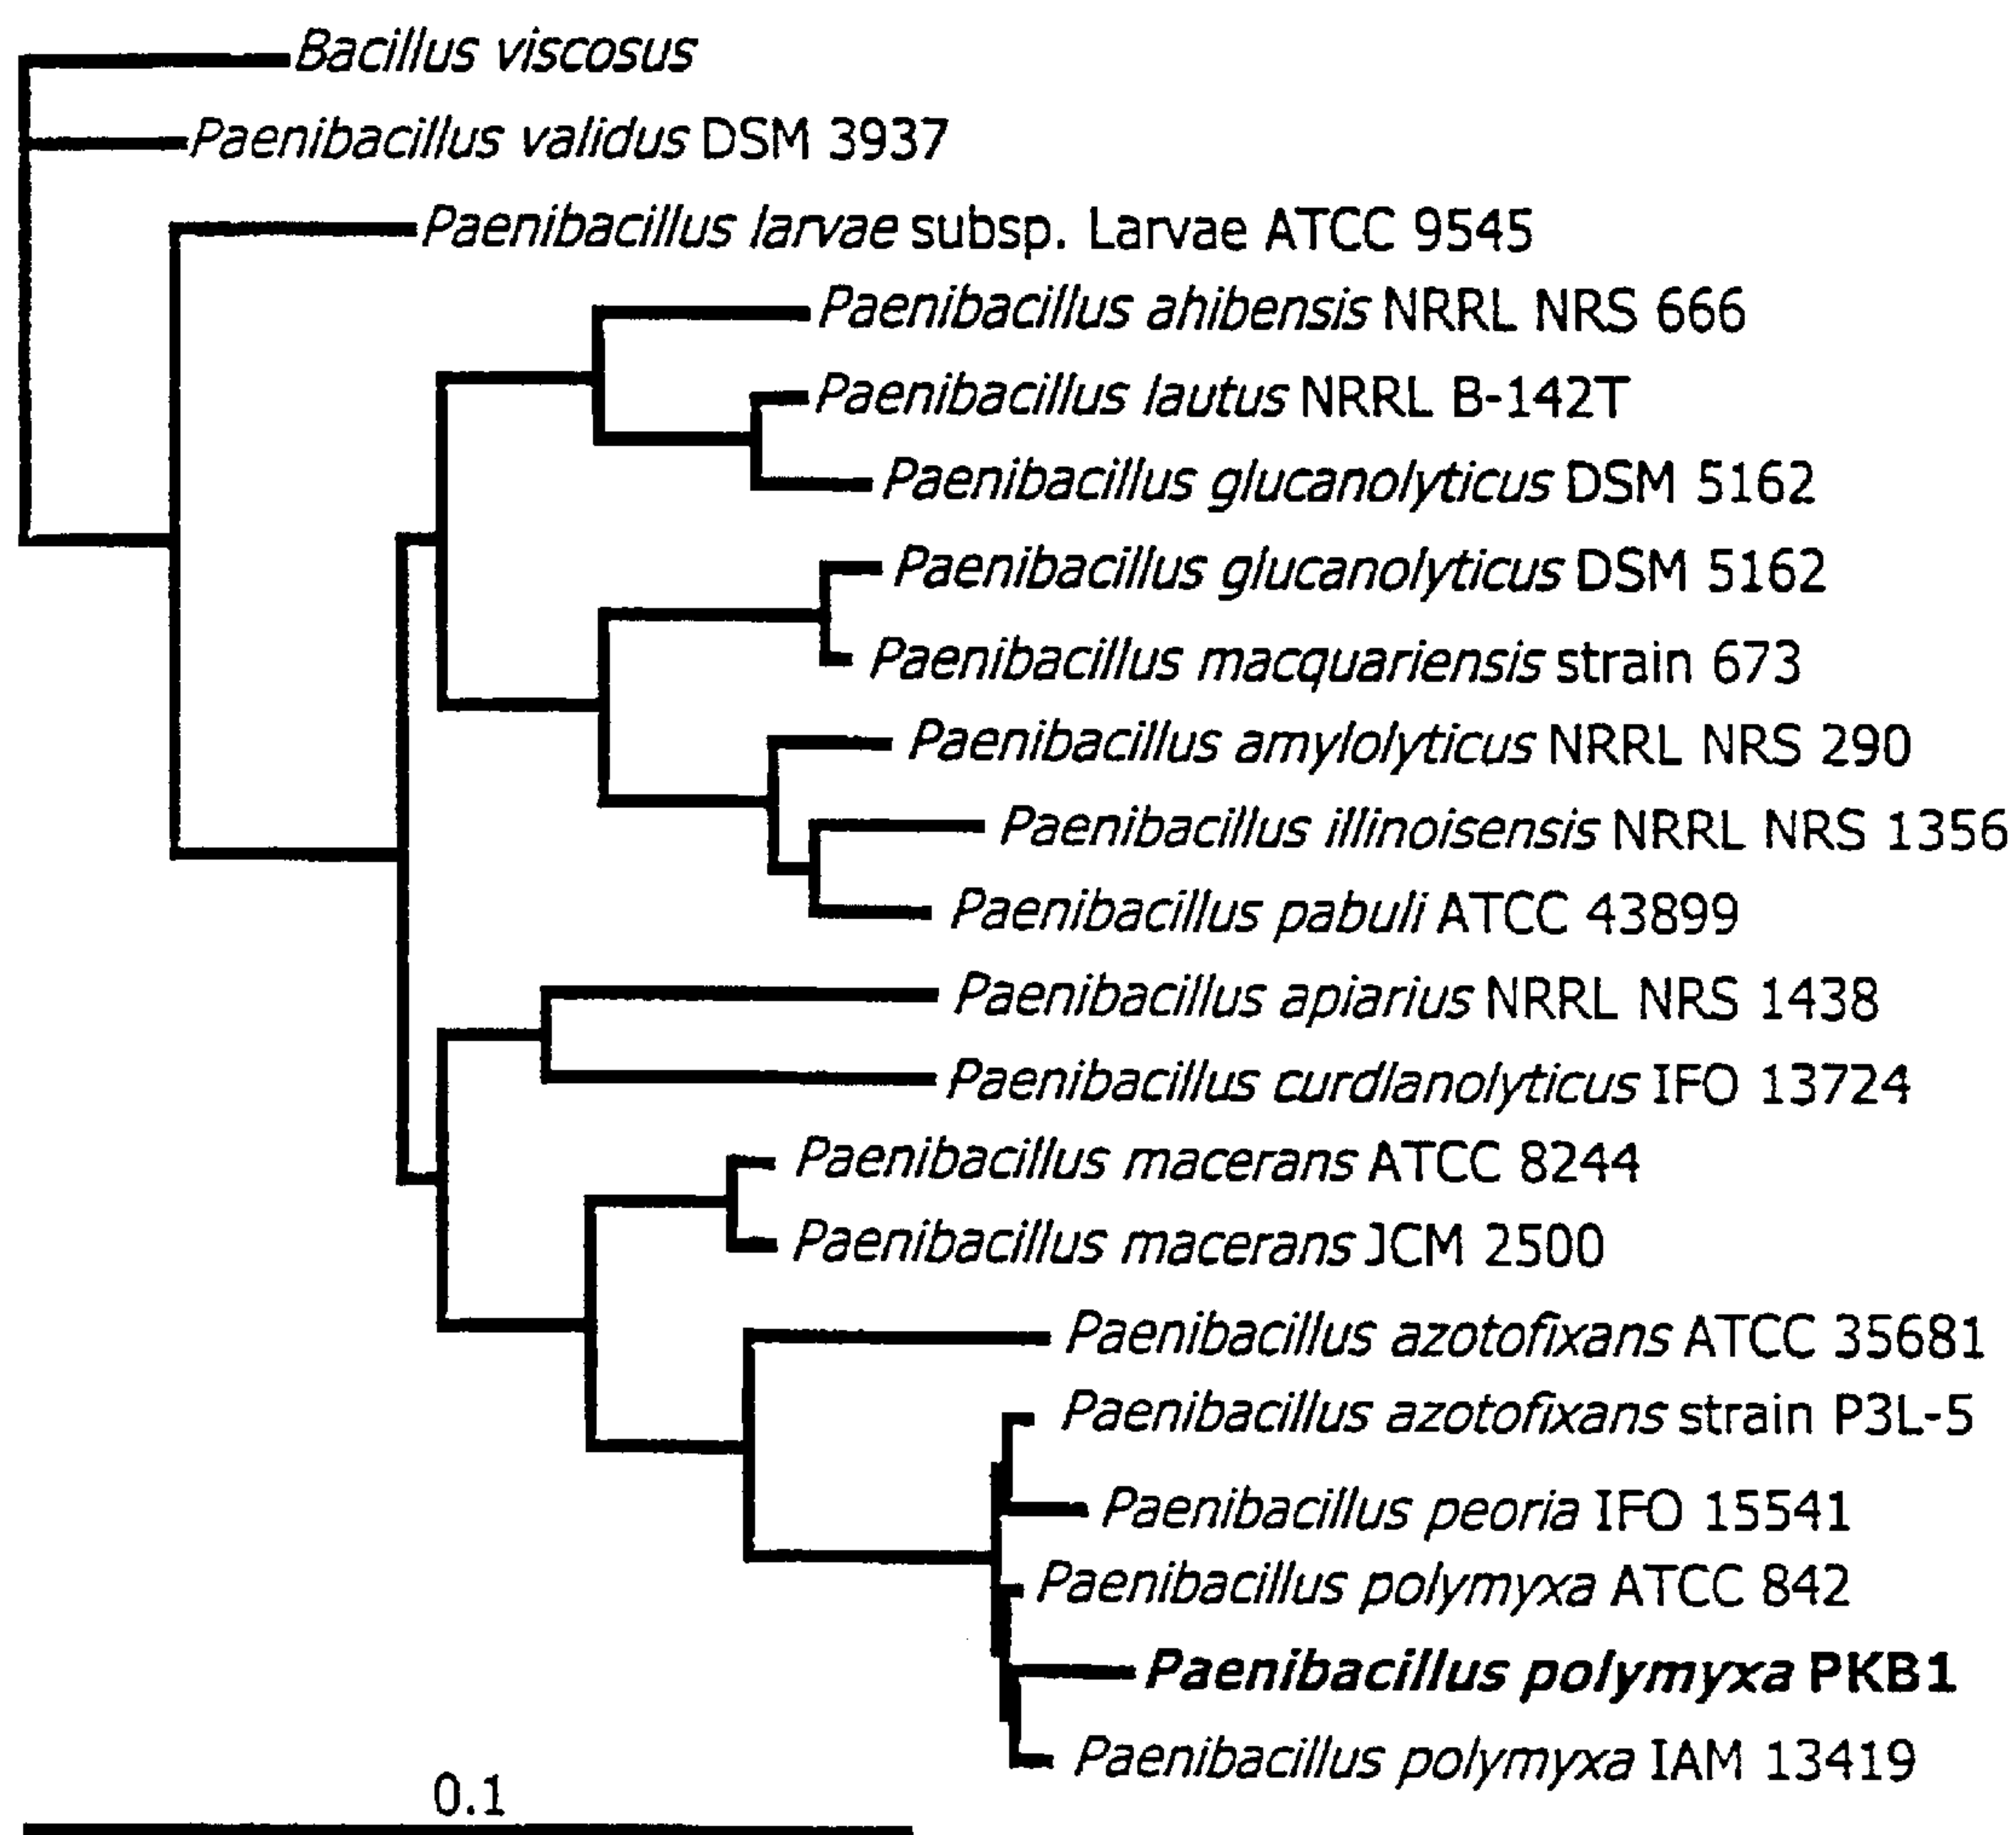 Bacillus viscosus
Paenibacillus validus DSM 3937
Paenibacillus larvae subsp. Larvae ATCC 9545
Paenibacillus ahibensis NRRL NRS 666
Paenibacillus lautus NRRL B-142T
Paenibacillus glucanolyticus DSM 5162
Paenibacillus glucanolyticus DSM 5162
Paenibacillus macquariensis strain 673
Paenibacillus amylolyticus NRRL NRS 290
Paenibacillus illinoisensis NRRL NRS 1356
Paenibacillus pabuli ATCC 43899
Paenibacillus apiarius NRRL NRS 1438
Paenibacillus curdlanolyticus IFO 13724
Paenibacillus macerans ATCC 8244
Paenibacillus macerans JCM 2500
Paenibacillus azotofixans ATCC 35681
Paenibacillus azotofixans strain P3L-5
Paenibacillus peoria IFO 15541
Paenibacillus polymyxa ATCC 842
Paenibacillus polymyxa PKB1
Paenibacillus polymyxa IAM 13419
0.1